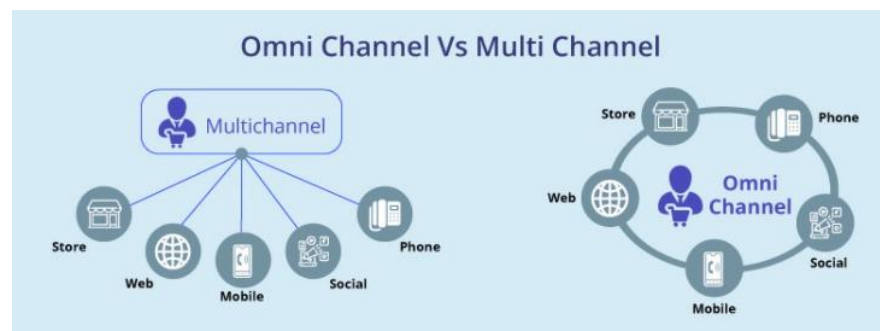 Omni Channel Vs Multi Channel
Multichannel
Store
Web
Mobile
Social
Phone
Store
Phone
Web
Omni
Channel
Social
Mobile